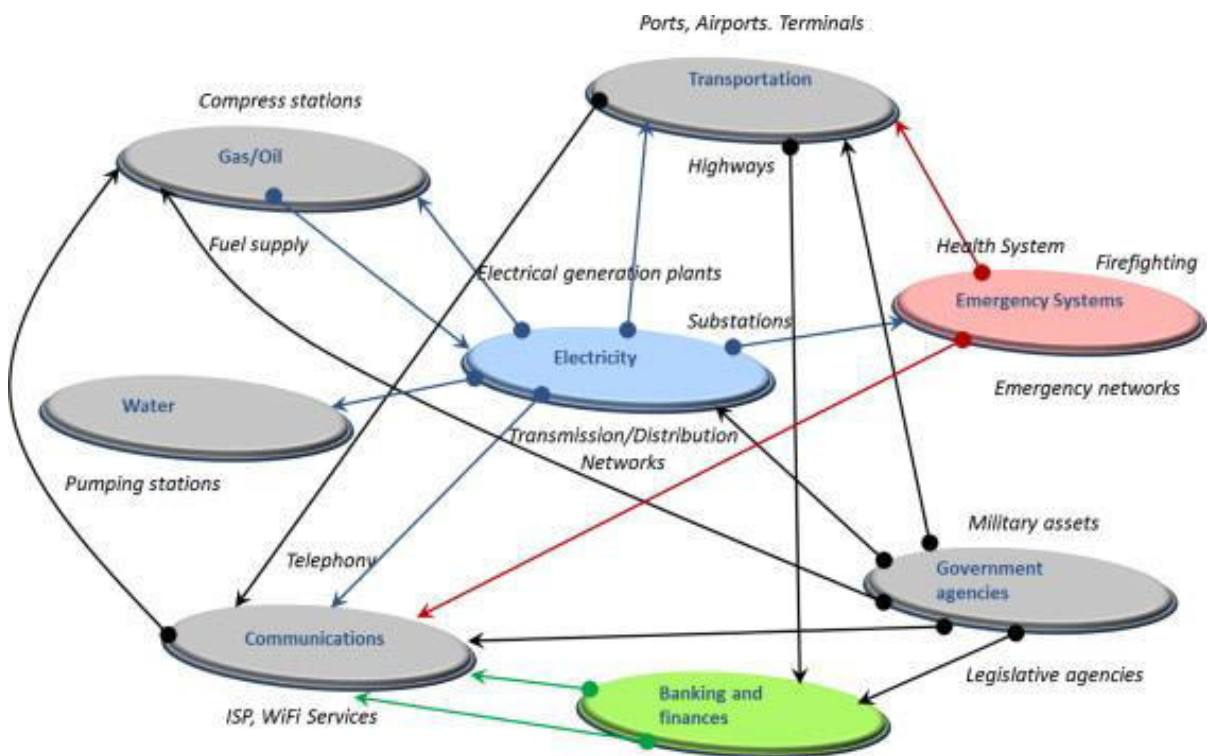 Ports, Airports. Terminals
Transportation
Compress stations
Gas/Oil
Highways
Fuel supply
Health System
Firefighting
Electrical generation plants
Emergency Systems
Substations
Electricity
Emergency networks
Water
Transmission/Distribution
Networks
Pumping stations
Military assets
Telephony
Government
agencies
Communications
Legislative agencies
Banking and
finances
ISP, WiFi Services